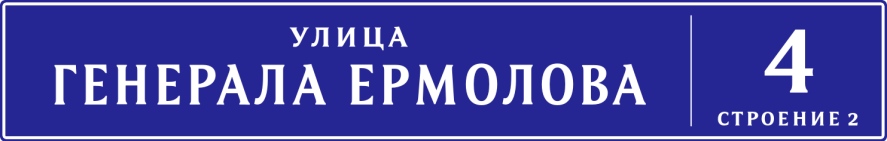 УЛИЦА
ГЕНЕРАЛА ЕРМОЛОВА
4
СТРОЕНИЕ 2